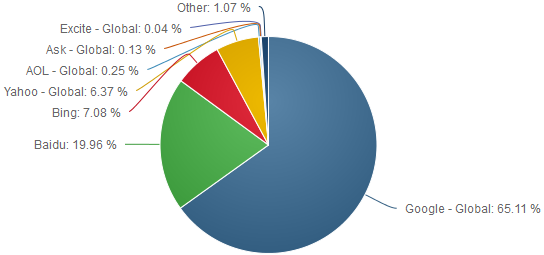 Other: 1.07 %
Excite - Global: 0.04 %
Ask - Global: 0.13 %
AOL - Global: 0.25 %
Yahoo - Global: 6.37 %
Bing: 7.08 %
Baidu: 19.96 %
Google - Global: 65.11 %